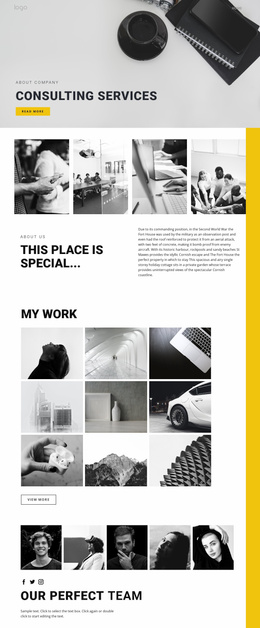 logo
ABOUT COMPANY
CONSULTING SERVICES
READ MORE
ABOUT US
THIS PLACE IS
SPECIAL...
Due to its commanding position, in the Second World War the
Fort House was used by the military as an observation post and
even had the roof reinforced to protect it from an aerial attack,
with two feet of concrete, making it bomb proof from enemy
aircraft. With its historic, harbour, rockpools and sandy beaches St
Mawes provides the idyllic Cornish escape and The Fort House the
perfect property in which to stay. This spacious and very single
storey holiday cottage sits in a private gated whose terrace
provides uninterrupted views of the spectacular Cornish
coastline.
MY WORK
VIEW MORE
OUR PERFECT TEAM
Sample text. Click to select the text box. Click again or double
click to start editing the text.